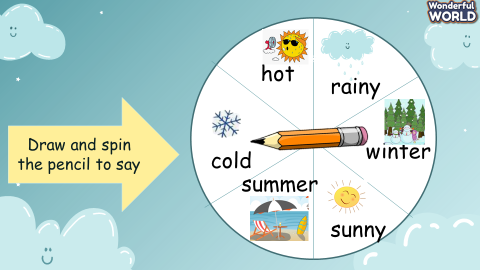 Wonderful
WORLD
hot
rainy
Draw and spin
the pencil to say
cold
winter
summer
sunny